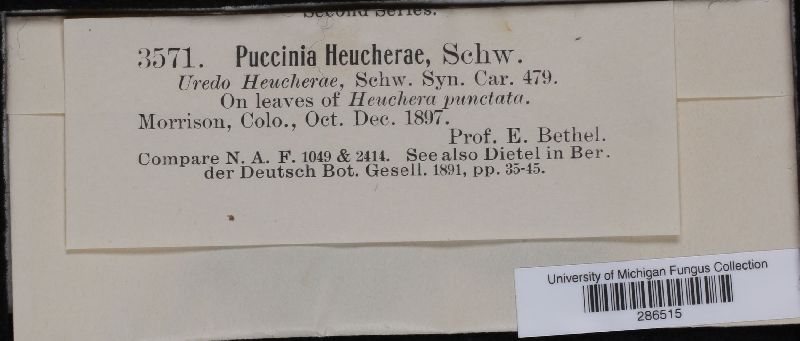 Second Series.
3571. Puccinia Heucherae, Schw.
Uredo Heucherae, Schw. Syn. Car. 479.
On leaves of Heuchera punctata.
Morrison, Colo., Oct. Dec. 1897.
Prof. E. Bethel.
Compare N. A. F. 1049 & 2414. See also Dietel in Ber.
der Deutsch Bot. Gesell. 1891, pp. 35-45.
University of Michigan Fungus Collection
286515